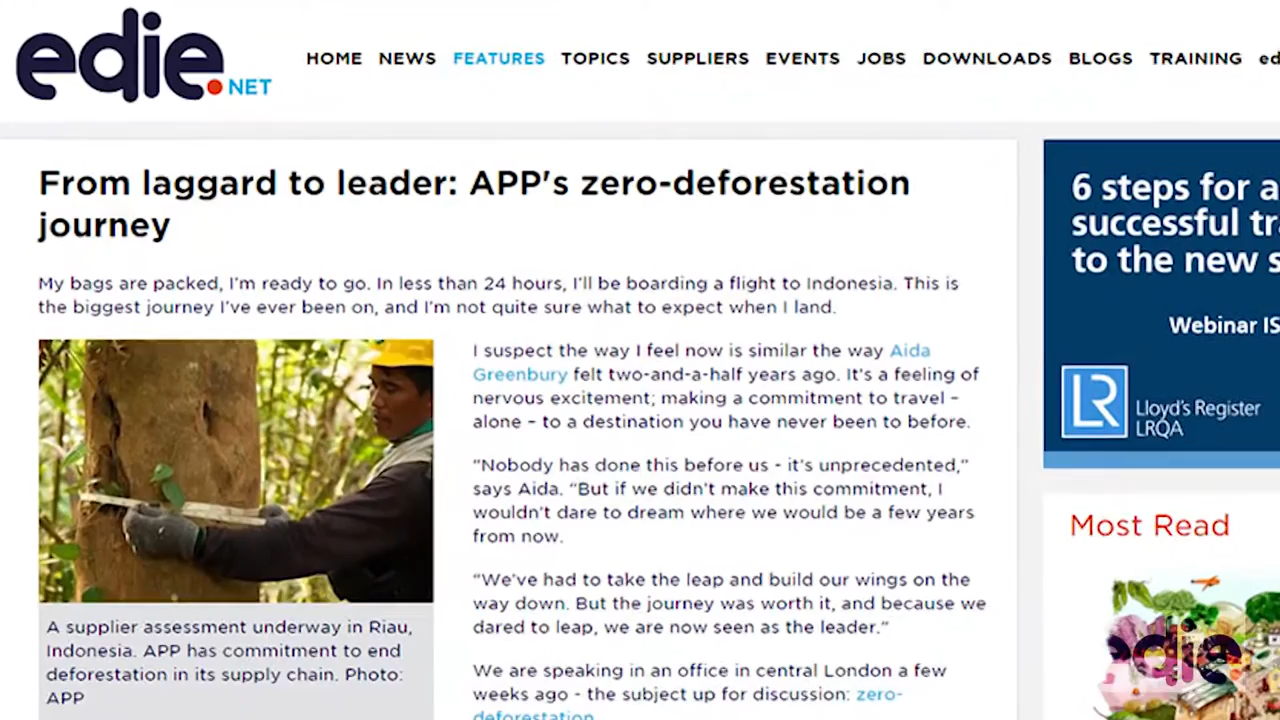 edie.NET
HOME NEWS FEATURES TOPICS SUPPLIERS EVENTS JOBS DOWNLOADS BLOGS TRAINING
From laggard to leader: APP's zero-deforestation
journey
My bags are packed, I'm ready to go. In less than 24 hours, I'll be boarding a flight to Indonesia. This is
the biggest journey I've ever been on, and I'm not quite sure what to expect when I land.
I suspect the way I feel now is similar the way Aida
Greenbury felt two-and-a-half years ago. It's a feeling of
nervous excitement; making a commitment to travel –
alone – to a destination you have never been to before.
"Nobody has done this before us - it's unprecedented,"
says Aida. "But if we didn't make this commitment, I
wouldn't dare to dream where we would be a few years
from now.
"We've had to take the leap and build our wings on the
way down. But the journey was worth it, and because we
dared to leap, we are now seen as the leader."
We are speaking in an office in central London a few
weeks ago - the subject up for discussion: zero-
deforestation
A supplier assessment underway in Riau,
Indonesia. APP has commitment to end
deforestation in its supply chain. Photo:
APP
6 steps for a
successful
to the new
Webinar
LR
Lloyd's Register
LRQA
Most Read
edie